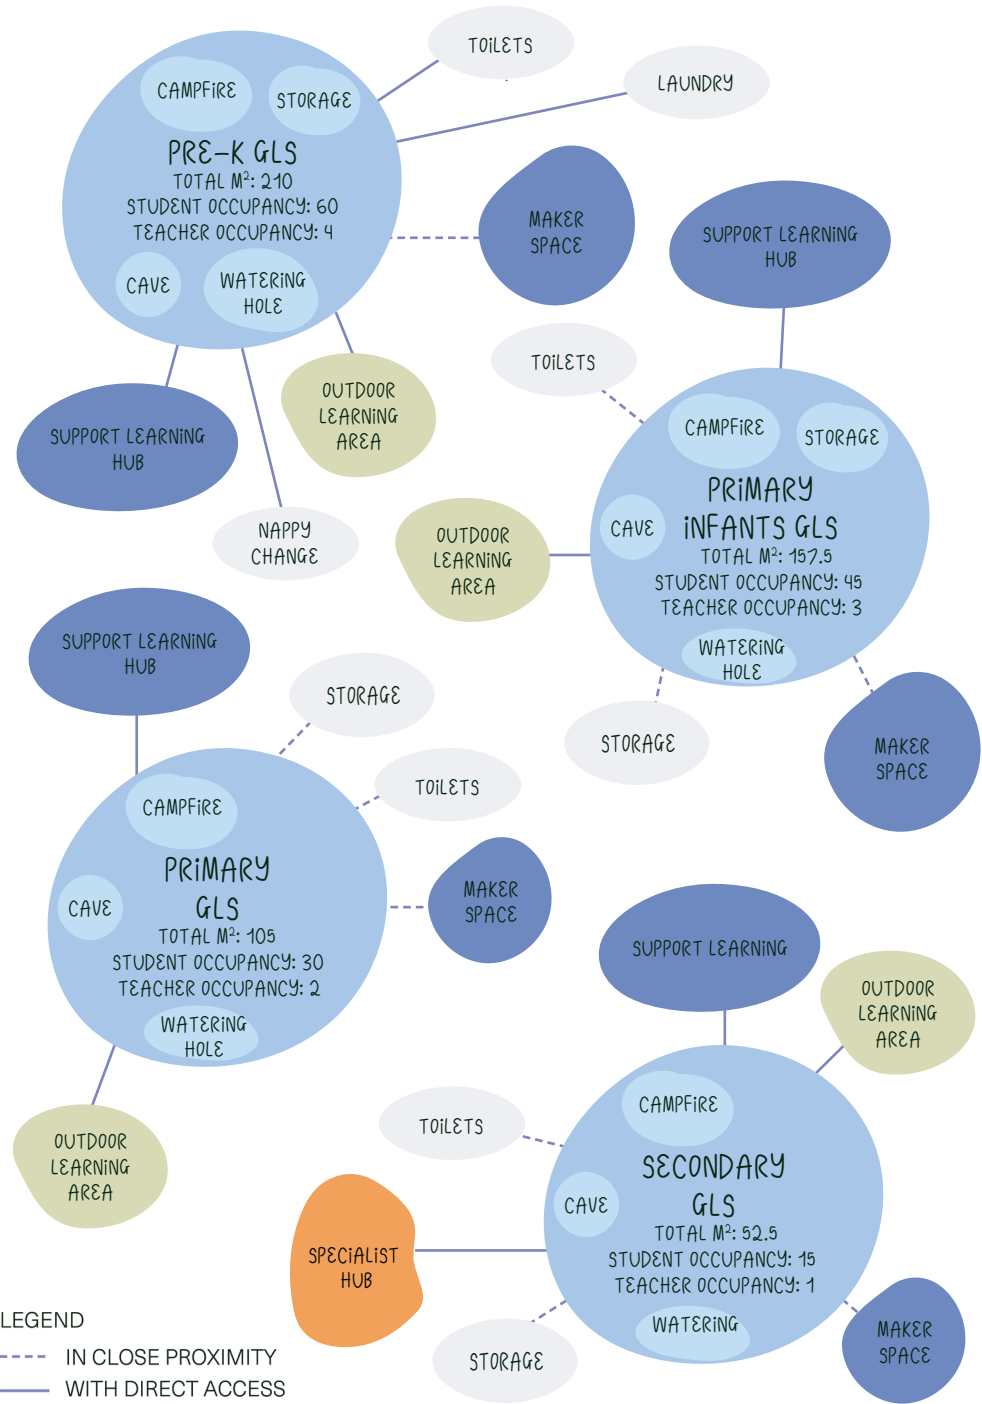 TOILETS
LAUNDRY
CAMPFIRE
STORAGE
PRE-K GLS
TOTAL M²: 210
STUDENT OCCUPANCY: 60
TEACHER OCCUPANCY: 4
CAVE
WATERING
HOLE
MAKER
SPACE
SUPPORT LEARNING
HUB
OUTDOOR
LEARNING
AREA
SUPPORT LEARNING
HUB
NAPPY
CHANGE
TOILETS
CAMPFIRE
STORAGE
CAVE
PRIMARY
INFANTS GLS
TOTAL M²: 157.5
STUDENT OCCUPANCY: 45
TEACHER OCCUPANCY: 3
WATERING
HOLE
OUTDOOR
LEARNING
AREA
STORAGE
MAKER
SPACE
SUPPORT LEARNING
HUB
STORAGE
TOILETS
CAMPFIRE
PRIMARY
GLS
CAVE
TOTAL M²: 105
STUDENT OCCUPANCY: 30
TEACHER OCCUPANCY: 2
WATERING
HOLE
MAKER
SPACE
OUTDOOR
LEARNING
AREA
SUPPORT LEARNING
OUTDOOR
LEARNING
AREA
TOILETS
CAMPFIRE
SECONDARY
GLS
CAVE
TOTAL M²: 52.5
STUDENT OCCUPANCY: 15
TEACHER OCCUPANCY: 1
WATERING
SPECIALIST
HUB
STORAGE
MAKER
SPACE
LEGEND
IN CLOSE PROXIMITY
WITH DIRECT ACCESS